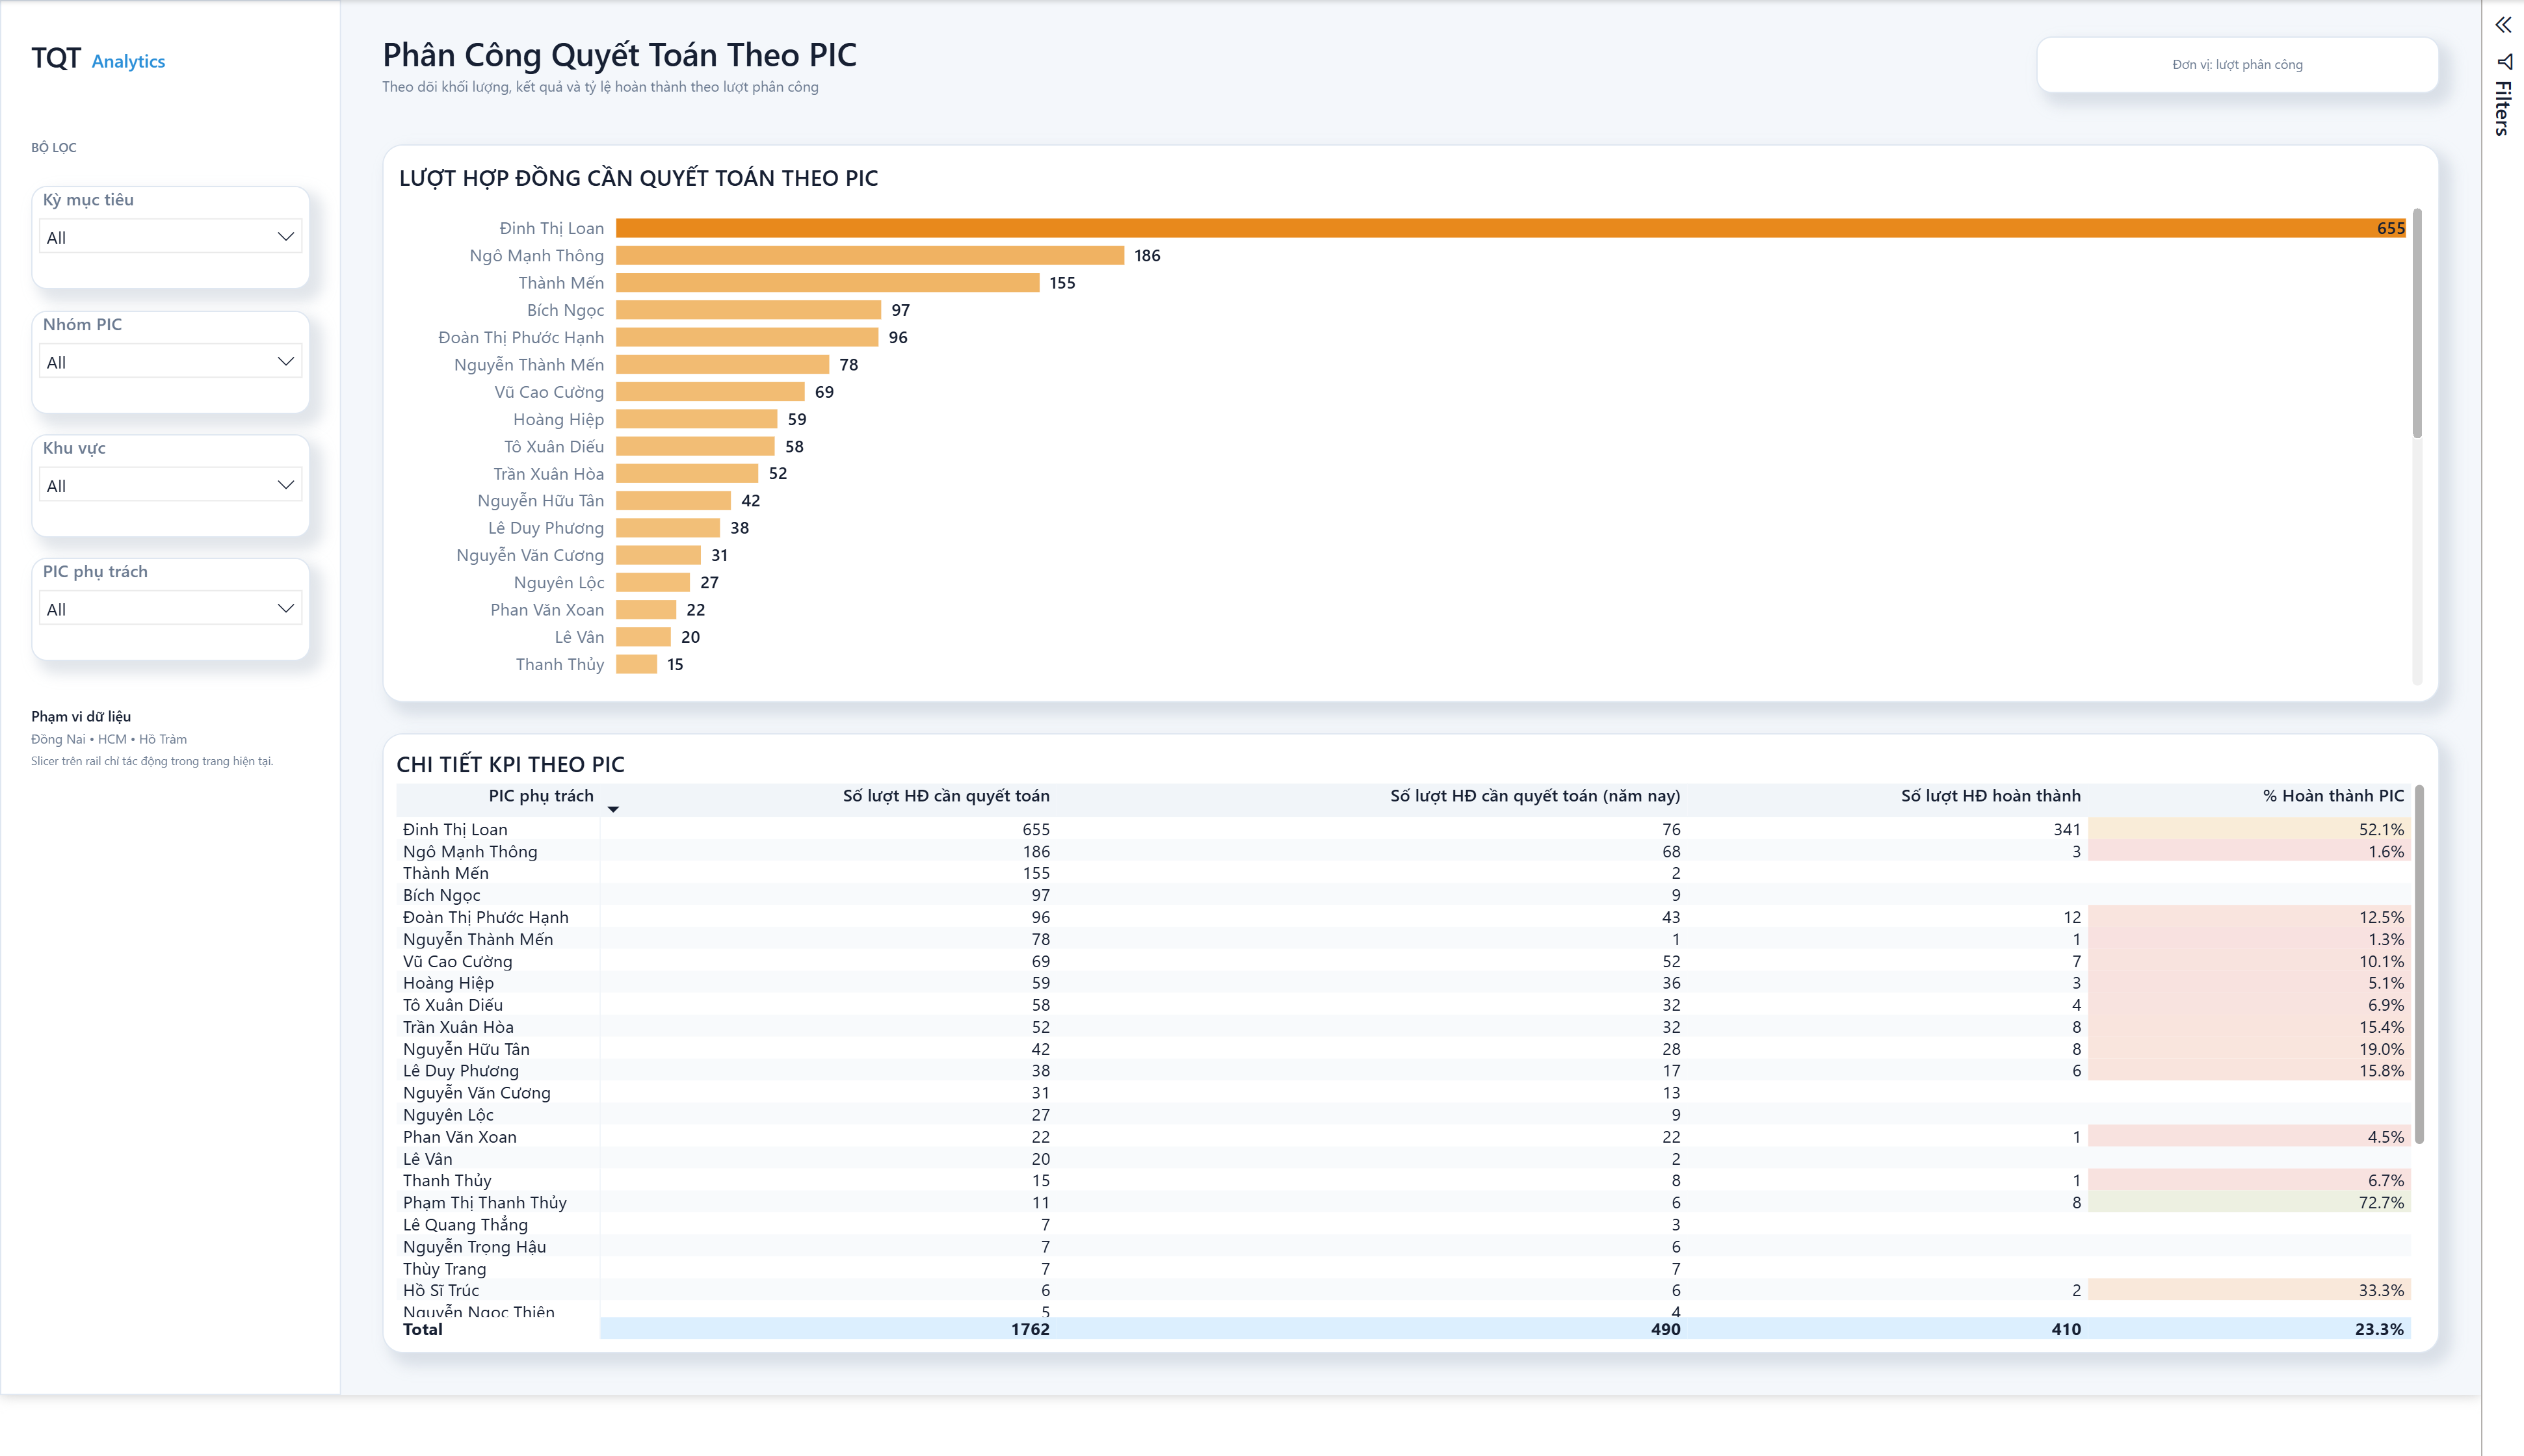 TQT Analytics
BỘ LỌC
Kỳ mục tiêu
All
Nhóm PIC
All
Khu vực
All
PIC phụ trách
All
Phạm vi dữ liệu
Đồng Nai • HCM • Hồ Tràm
Slicer trên rail chỉ tác động trong trang hiện tại.
Phân Công Quyết Toán Theo PIC
Theo dõi khối lượng, kết quả và tỷ lệ hoàn thành theo lượt phân công
Đơn vị: lượt phân công
LƯỢT HỢP ĐỒNG CẦN QUYẾT TOÁN THEO PIC
Đinh Thị Loan 655
Ngô Mạnh Thông 186
Thành Mến 155
Bích Ngọc 97
Đoàn Thị Phước Hạnh 96
Nguyễn Thành Mến 78
Vũ Cao Cường 69
Hoàng Hiệp 59
Tô Xuân Diếu 58
Trần Xuân Hòa 52
Nguyễn Hữu Tân 42
Lê Duy Phương 38
Nguyễn Văn Cương 31
Nguyên Lộc 27
Phan Văn Xoan 22
Lê Vân 20
Thanh Thủy 15
CHI TIẾT KPI THEO PIC
PIC phụ trách Số lượt HĐ cần quyết toán Số lượt HĐ cần quyết toán (năm nay) Số lượt HĐ hoàn thành % Hoàn thành PIC
Đinh Thị Loan 655 76 341 52.1%
Ngô Mạnh Thông 186 68 3 1.6%
Thành Mến 155 2
Bích Ngọc 97 9
Đoàn Thị Phước Hạnh 96 43 12 12.5%
Nguyễn Thành Mến 78 1 1 1.3%
Vũ Cao Cường 69 52 7 10.1%
Hoàng Hiệp 59 36 3 5.1%
Tô Xuân Diếu 58 32 4 6.9%
Trần Xuân Hòa 52 32 8 15.4%
Nguyễn Hữu Tân 42 28 8 19.0%
Lê Duy Phương 38 17 6 15.8%
Nguyễn Văn Cương 31 13
Nguyên Lộc 27 9
Phan Văn Xoan 22 22 1 4.5%
Lê Vân 20 2
Thanh Thủy 15 8 1 6.7%
Phạm Thị Thanh Thủy 11 6 8 72.7%
Lê Quang Thắng 7 3
Nguyễn Trọng Hậu 7 6
Thùy Trang 7 7
Hồ Sĩ Trúc 6 6 2 33.3%
Nguyễn Ngọc Thiện 5 4
Total 1762 490 410 23.3%
Filters